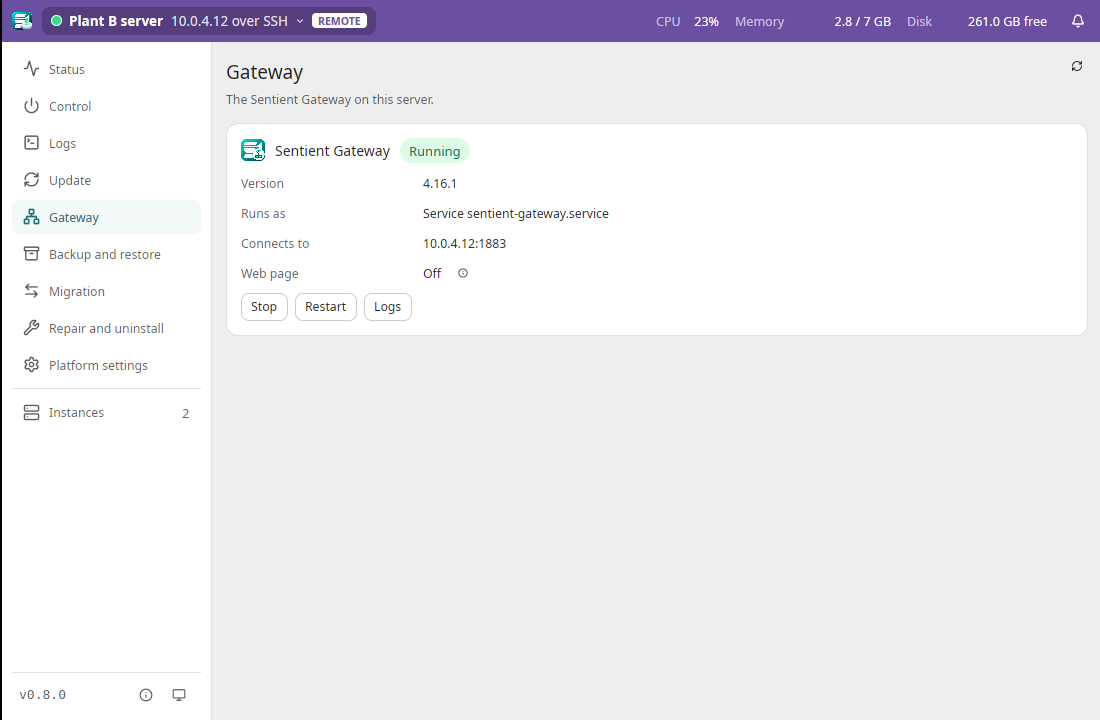 Plant B server 10.0.4.12 over SSH REMOTE CPU 23% Memory 2.8 / 7 GB Disk 261.0 GB free
Status
Control
Logs
Update
Gateway
Backup and restore
Migration
Repair and uninstall
Platform settings
Instances 2
v0.8.0
Gateway
The Sentient Gateway on this server.
Sentient Gateway Running
Version 4.16.1
Runs as Service sentient-gateway.service
Connects to 10.0.4.12:1883
Web page Off
Stop Restart Logs